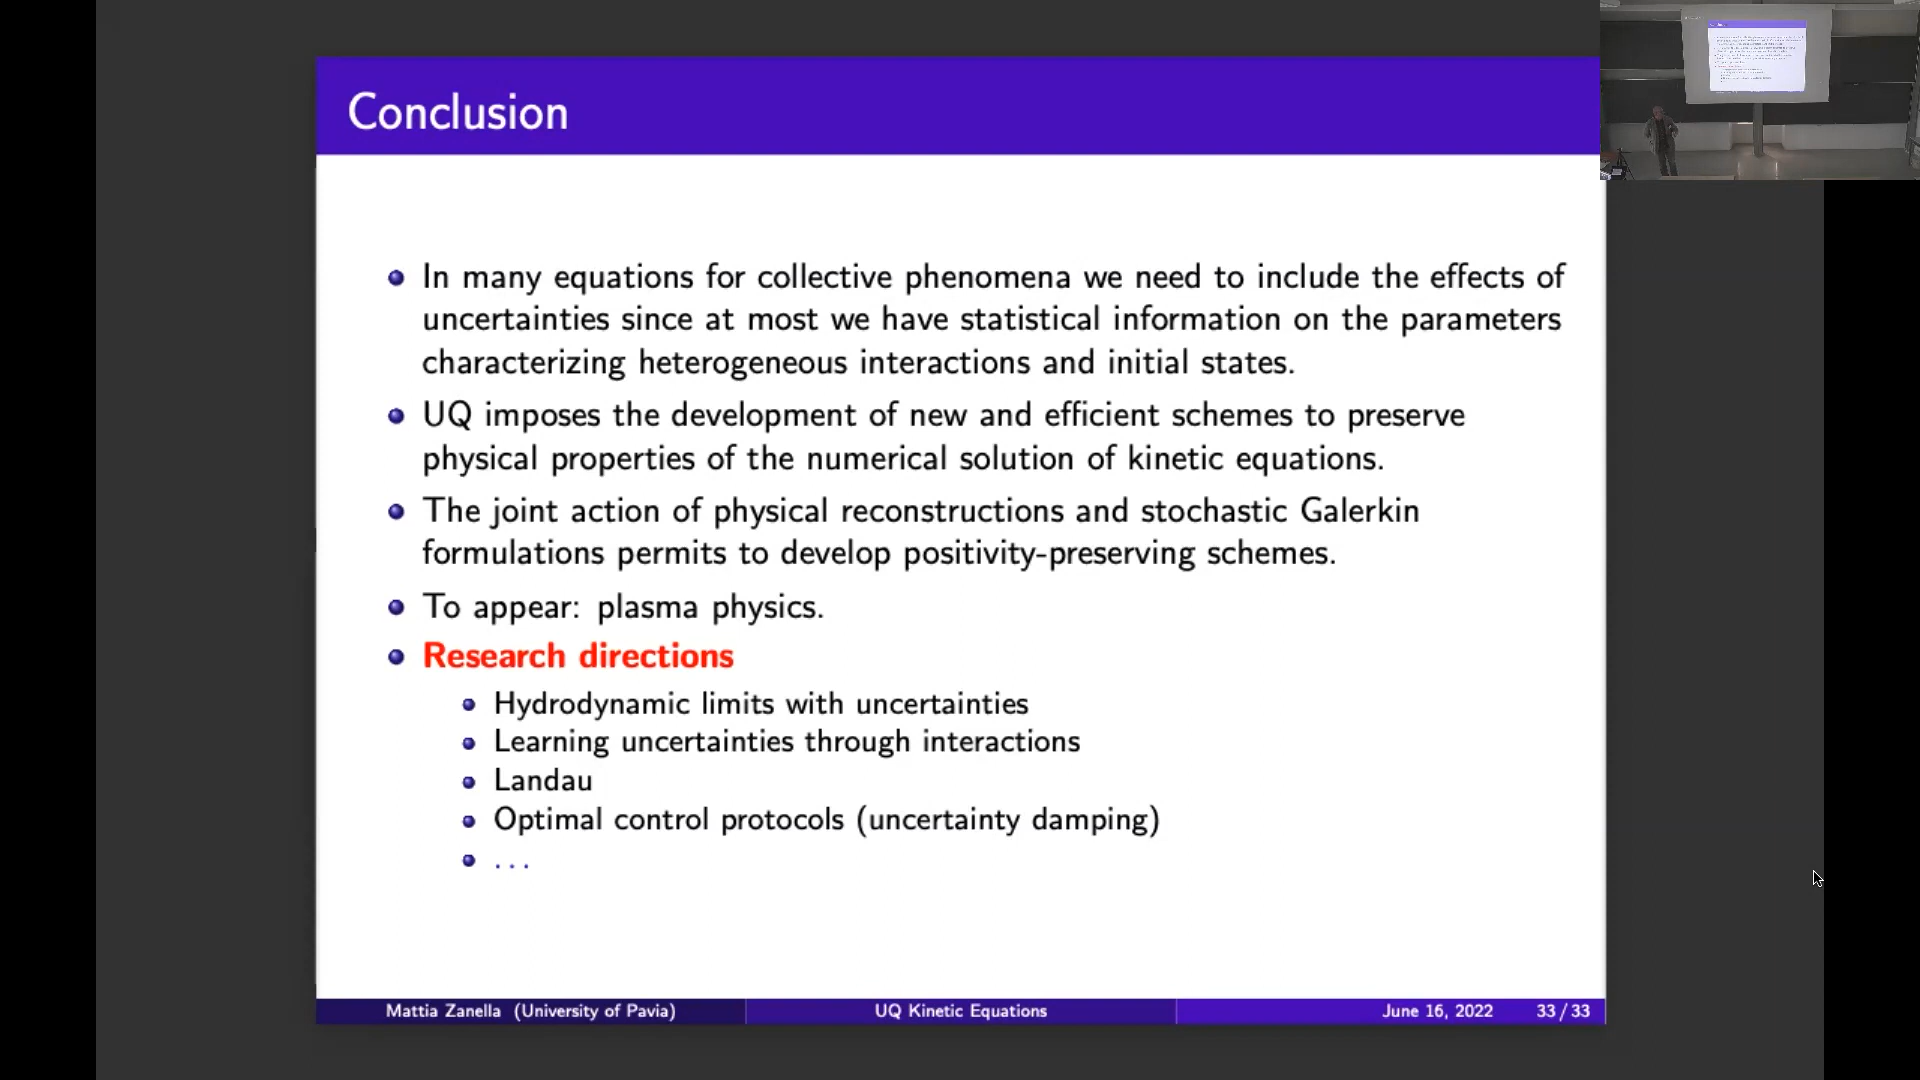 Conclusion
In many equations for collective phenomena we need to include the effects of
uncertainties since at most we have statistical information on the parameters
characterizing heterogeneous interactions and initial states.
UQ imposes the development of new and efficient schemes to preserve
physical properties of the numerical solution of kinetic equations.
The joint action of physical reconstructions and stochastic Galerkin
formulations permits to develop positivity-preserving schemes.
To appear: plasma physics.
Research directions
Hydrodynamic limits with uncertainties
Learning uncertainties through interactions
Landau
Optimal control protocols (uncertainty damping)
. . .
Mattia Zanella (University of Pavia) UQ Kinetic Equations June 16, 2022 33 / 33